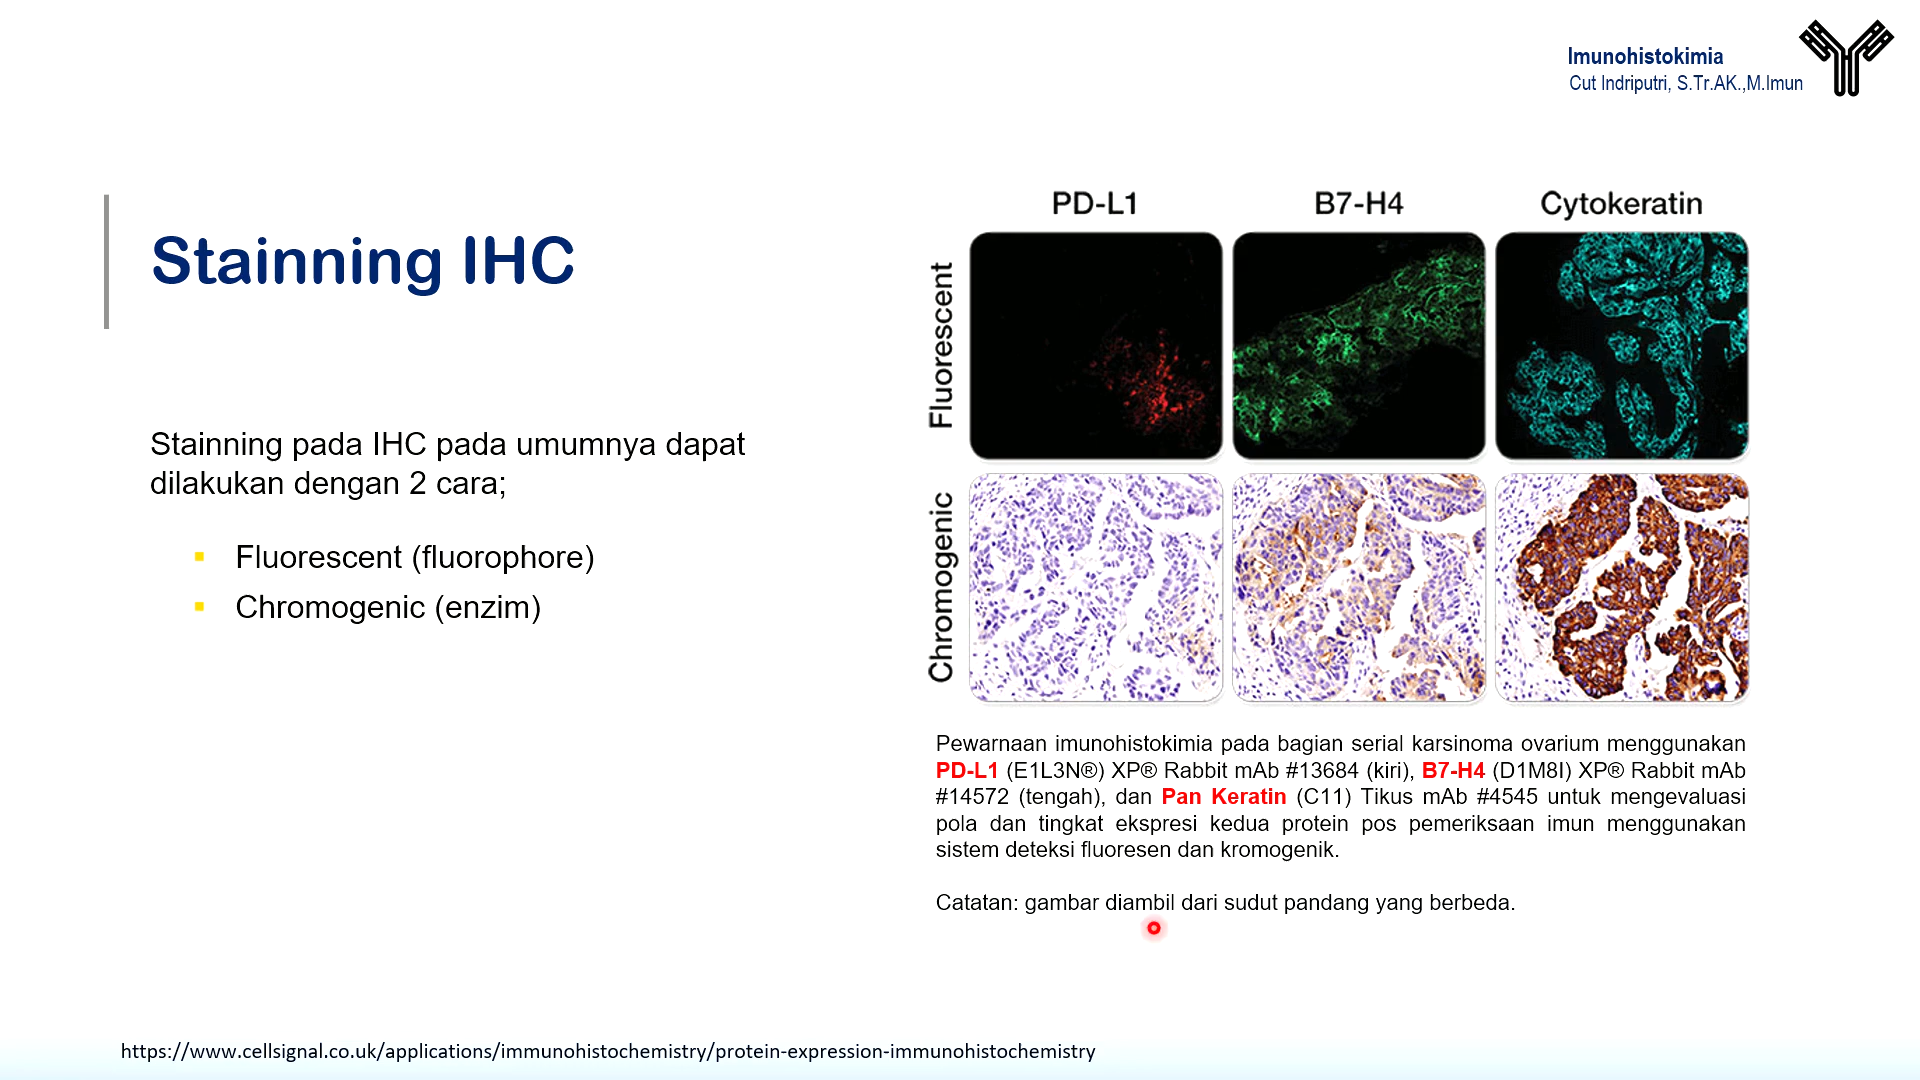 Imunohistokimia
Cut Indriputri, S.Tr.AK.,M.Imun
Stainning IHC
Stainning pada IHC pada umumnya dapat
dilakukan dengan 2 cara;
Fluorescent (fluorophore)
Chromogenic (enzim)
PD-L1
B7-H4
Cytokeratin
Fluorescent
Chromogenic
Pewarnaan imunohistokimia pada bagian serial karsinoma ovarium menggunakan
PD-L1 (E1L3N®) XP® Rabbit mAb #13684 (kiri), B7-H4 (D1M8I) XP® Rabbit mAb
#14572 (tengah), dan Pan Keratin (C11) Tikus mAb #4545 untuk mengevaluasi
pola dan tingkat ekspresi kedua protein pos pemeriksaan imun menggunakan
sistem deteksi fluoresen dan kromogenik.
Catatan: gambar diambil dari sudut pandang yang berbeda.
https://www.cellsignal.co.uk/applications/immunohistochemistry/protein-expression-immunohistochemistry